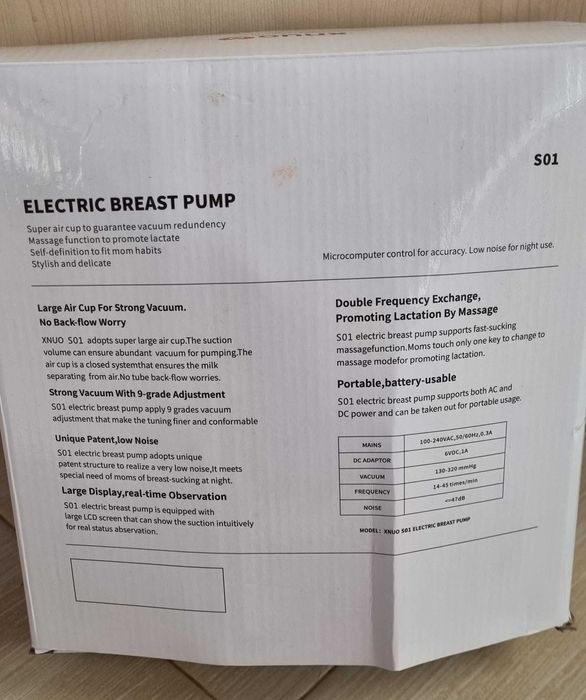 S01
ELECTRIC BREAST PUMP
Super air cup to guarantee vacuum redundency
Massage function to promote lactate
Self-definition to fit mom habits
Stylish and delicate
Microcomputer control for accuracy. Low noise for night use.
Large Air Cup For Strong Vacuum.
No Back-flow Worry
XNUO S01 adopts super large air cup.The suction
volume can ensure abundant vacuum for pumping.The
air cup is a closed systemthat ensures the milk
separating from air.No tube back-flow worries.
Strong Vacuum With 9-grade Adjustment
S01 electric breast pump apply 9 grades vacuum
adjustment that make the tuning finer and conformable
Unique Patent,low Noise
S01 electric breast pump adopts unique
patent structure to realize a very low noise,It meets
special need of moms of breast-sucking at night.
Large Display,real-time Observation
S01 electric breast pump is equipped with
large LCD screen that can show the suction intuitively
for real status abservation.
Double Frequency Exchange,
Promoting Lactation By Massage
S01 electric breast pump supports fast-sucking
massagefunction.Moms touch only one key to change to
massage modefor promoting lactation.
Portable,battery-usable
S01 electric breast pump supports both AC and
DC power and can be taken out for portable usage.
MAINS 100-240VAC,50/60Hz,0.3A
DC ADAPTOR 6VDC,1A
VACUUM 130-320 mmHg
FREQUENCY 14-45 times/min
NOISE <=47dB
MODEL: XNUO S01 ELECTRIC BREAST PUMP